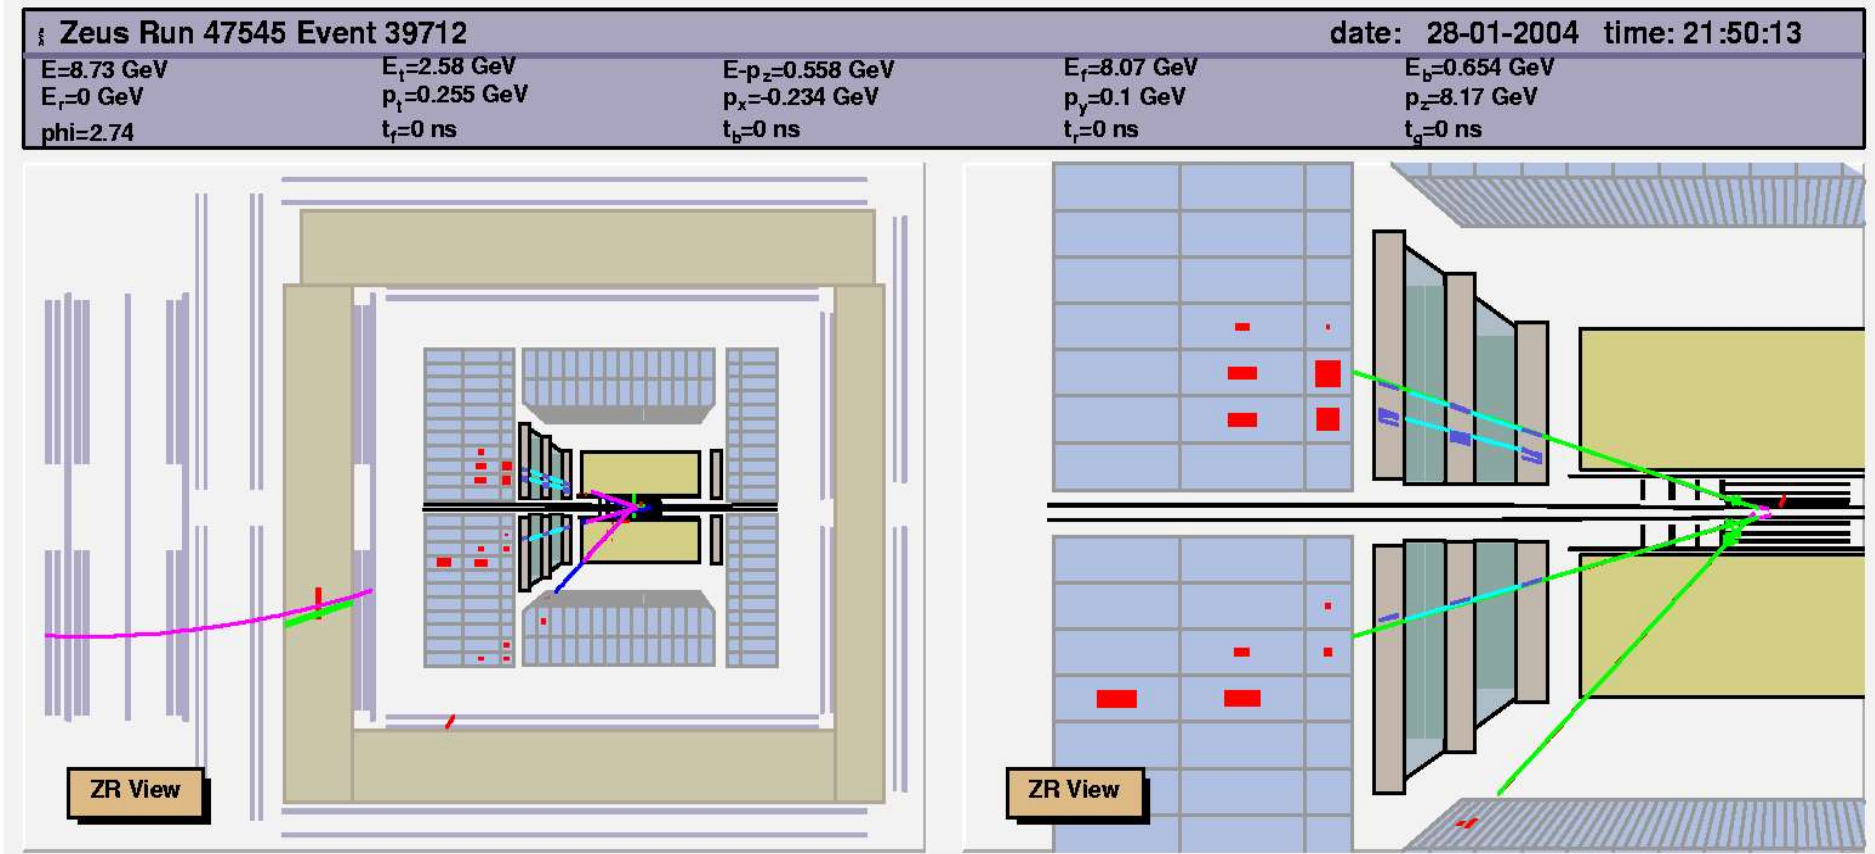 Zeus Run 47545 Event 39712 date: 28-01-2004 time: 21:50:13
E=8.73 GeV Et=2.58 GeV E-pz=0.558 GeV Ef=8.07 GeV Eb=0.654 GeV
Er=0 GeV pt=0.255 GeV px=-0.234 GeV py=0.1 GeV pz=8.17 GeV
phi=2.74 tf=0 ns tb=0 ns tr=0 ns tg=0 ns
ZR View ZR View